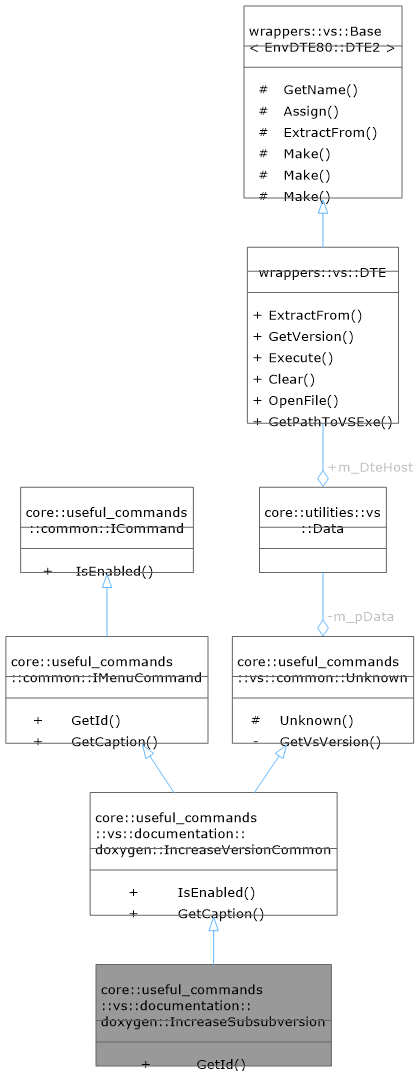 wrappers::vs::Base
< EnvDTE80::DTE2 >
# GetName()
# Assign()
# ExtractFrom()
# Make()
# Make()
# Make()
wrappers::vs::DTE
+ ExtractFrom()
+ GetVersion()
+ Execute()
+ Clear()
+ OpenFile()
+ GetPathToVSExe()
+m_DteHost
core::useful_commands
::common::ICommand
+ IsEnabled()
core::utilities::vs
::Data
-m_pData
core::useful_commands
::common::IMenuCommand
+ GetId()
+ GetCaption()
core::useful_commands
::vs::common::Unknown
# Unknown()
- GetVsVersion()
core::useful_commands
::vs::documentation::
doxygen::IncreaseVersionCommon
+ IsEnabled()
+ GetCaption()
core::useful_commands
::vs::documentation::
doxygen::IncreaseSubsubversion
+ GetId()